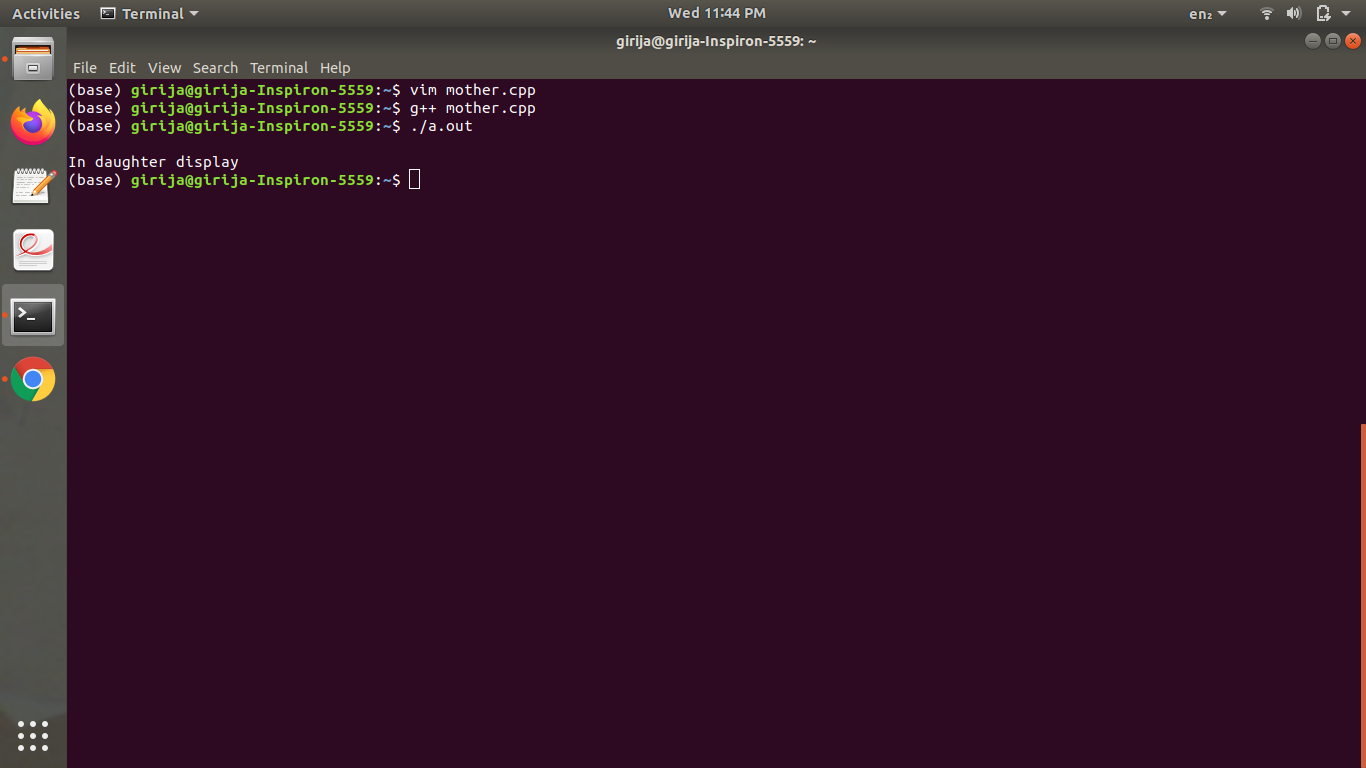 Activities Terminal Wed 11:44 PM en₂
girija@girija-Inspiron-5559: ~
File Edit View Search Terminal Help
(base) girija@girija-Inspiron-5559:~$ vim mother.cpp
(base) girija@girija-Inspiron-5559:~$ g++ mother.cpp
(base) girija@girija-Inspiron-5559:~$ ./a.out
In daughter display
(base) girija@girija-Inspiron-5559:~$